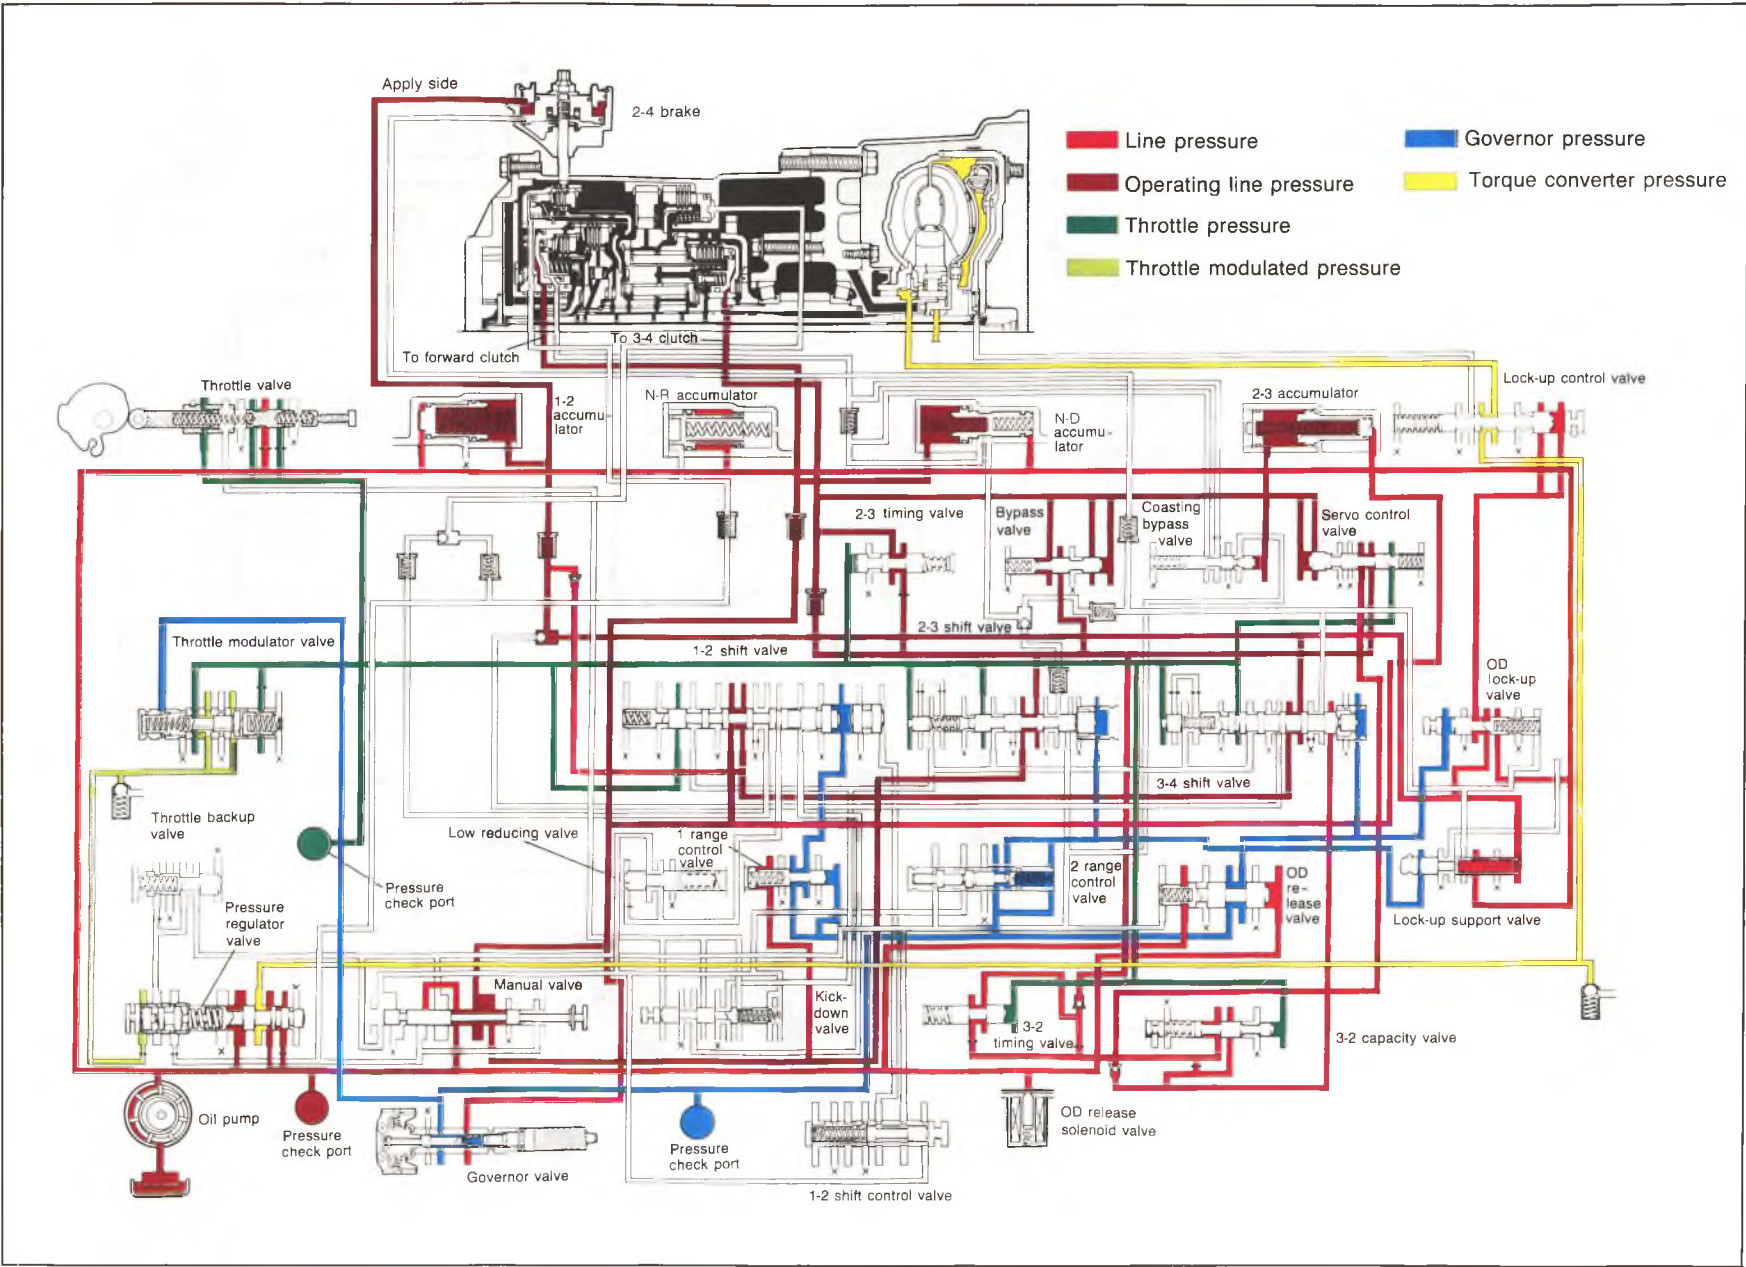 Apply side
2-4 brake
Line pressure
Governor pressure
Operating line pressure
Torque converter pressure
Throttle pressure
Throttle modulated pressure
To forward clutch
To 3-4 clutch
Throttle valve
1-2
accumu-
lator
N-R accumulator
N-D
accumu-
lator
2-3 accumulator
Lock-up control valve
2-3 timing valve
Bypass
valve
Coasting
bypass
valve
Servo control
valve
Throttle modulator valve
1-2 shift valve
2-3 shift valve
OD
lock-up
valve
3-4 shift valve
Throttle backup
valve
Low reducing valve
1 range
control
valve
2 range
control
valve
OD
re-
lease
valve
Lock-up support valve
Pressure
check port
Pressure
regulator
valve
Manual valve
Kick-
down
valve
3-2
timing valve
3-2 capacity valve
Oil pump
Pressure
check port
Governor valve
Pressure
check port
1-2 shift control valve
OD release
solenoid valve